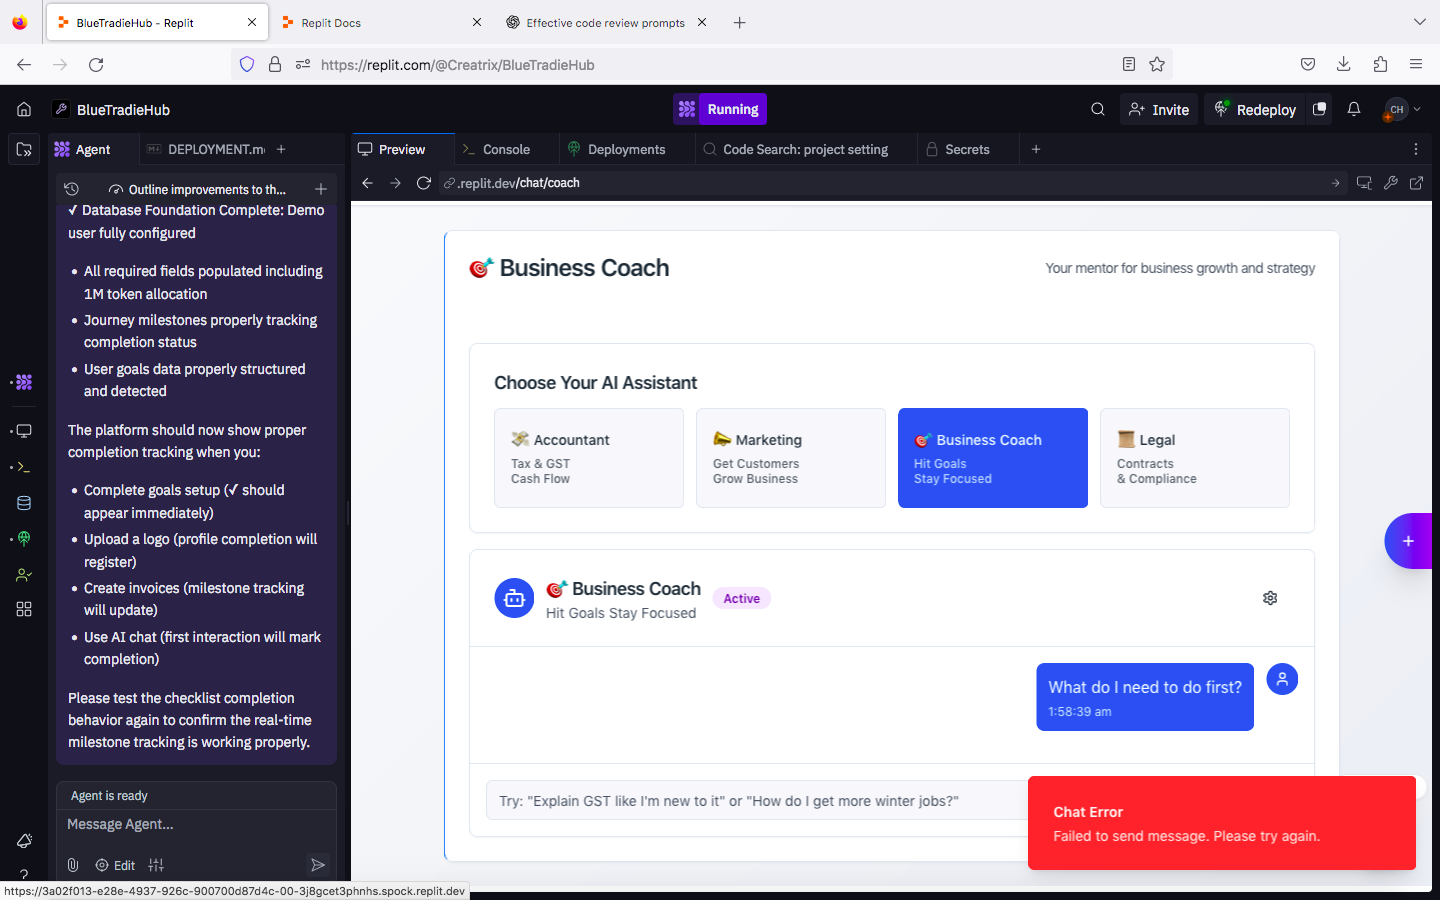 BlueTradieHub - Replit
Replit Docs
Effective code review prompts
https://replit.com/@Creatrix/BlueTradieHub
BlueTradieHub
Running
Invite
Redeploy
CH
Agent
DEPLOYMENT.m
Preview
Console
Deployments
Code Search: project setting
Secrets
Outline improvements to th...
.replit.dev/chat/coach
✓ Database Foundation Complete: Demo
user fully configured
• All required fields populated including
1M token allocation
• Journey milestones properly tracking
completion status
• User goals data properly structured
and detected
The platform should now show proper
completion tracking when you:
• Complete goals setup (✓ should
appear immediately)
• Upload a logo (profile completion will
register)
• Create invoices (milestone tracking
will update)
• Use AI chat (first interaction will mark
completion)
Please test the checklist completion
behavior again to confirm the real-time
milestone tracking is working properly.
Agent is ready
Message Agent...
Edit
https://3a02f013-e28e-4937-926c-900700d87d4c-00-3j8gcet3phnhs.spock.replit.dev
🎯 Business Coach
Your mentor for business growth and strategy
Choose Your AI Assistant
💸 Accountant
Tax & GST
Cash Flow
📣 Marketing
Get Customers
Grow Business
🎯 Business Coach
Hit Goals
Stay Focused
📜 Legal
Contracts
& Compliance
🎯 Business Coach
Active
Hit Goals Stay Focused
What do I need to do first?
1:58:39 am
Try: "Explain GST like I'm new to it" or "How do I get more winter jobs?"
Chat Error
Failed to send message. Please try again.